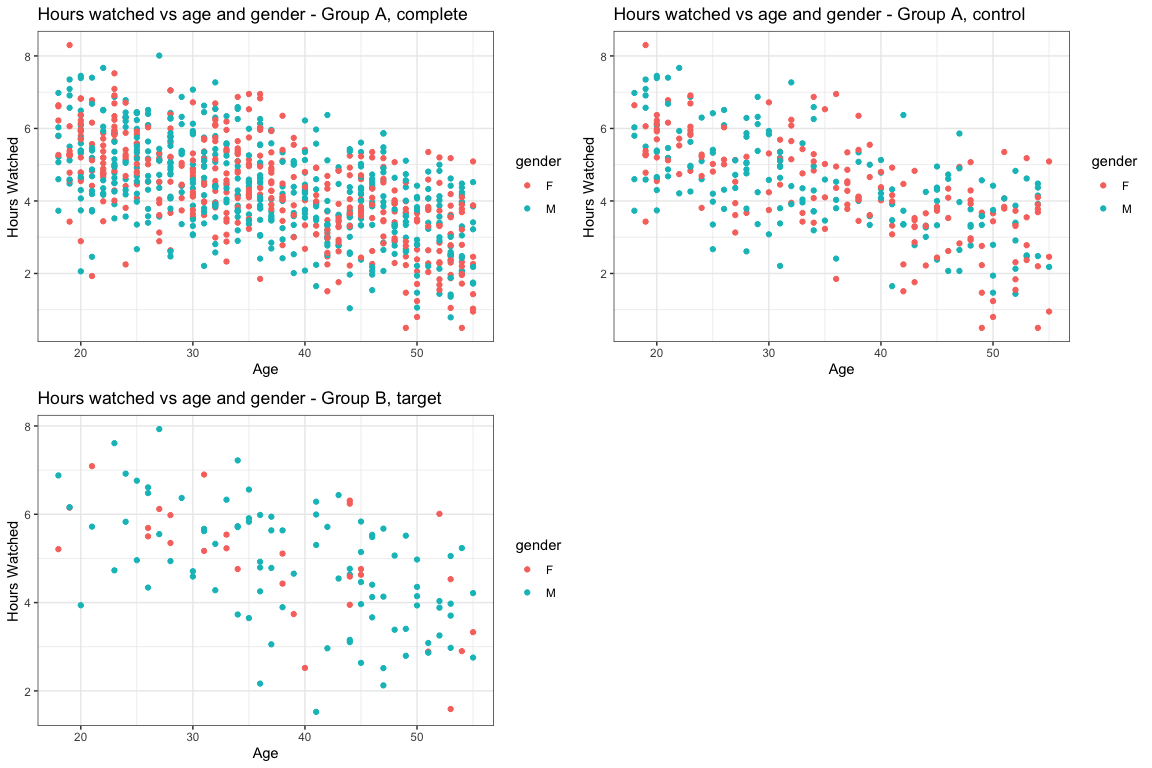 Hours watched vs age and gender - Group A, complete
Hours Watched
8
6
4
2
20 30 40 50
Age
gender
F
M
Hours watched vs age and gender - Group A, control
Hours Watched
8
6
4
2
20 30 40 50
Age
gender
F
M
Hours watched vs age and gender - Group B, target
Hours Watched
8
6
4
2
20 30 40 50
Age
gender
F
M